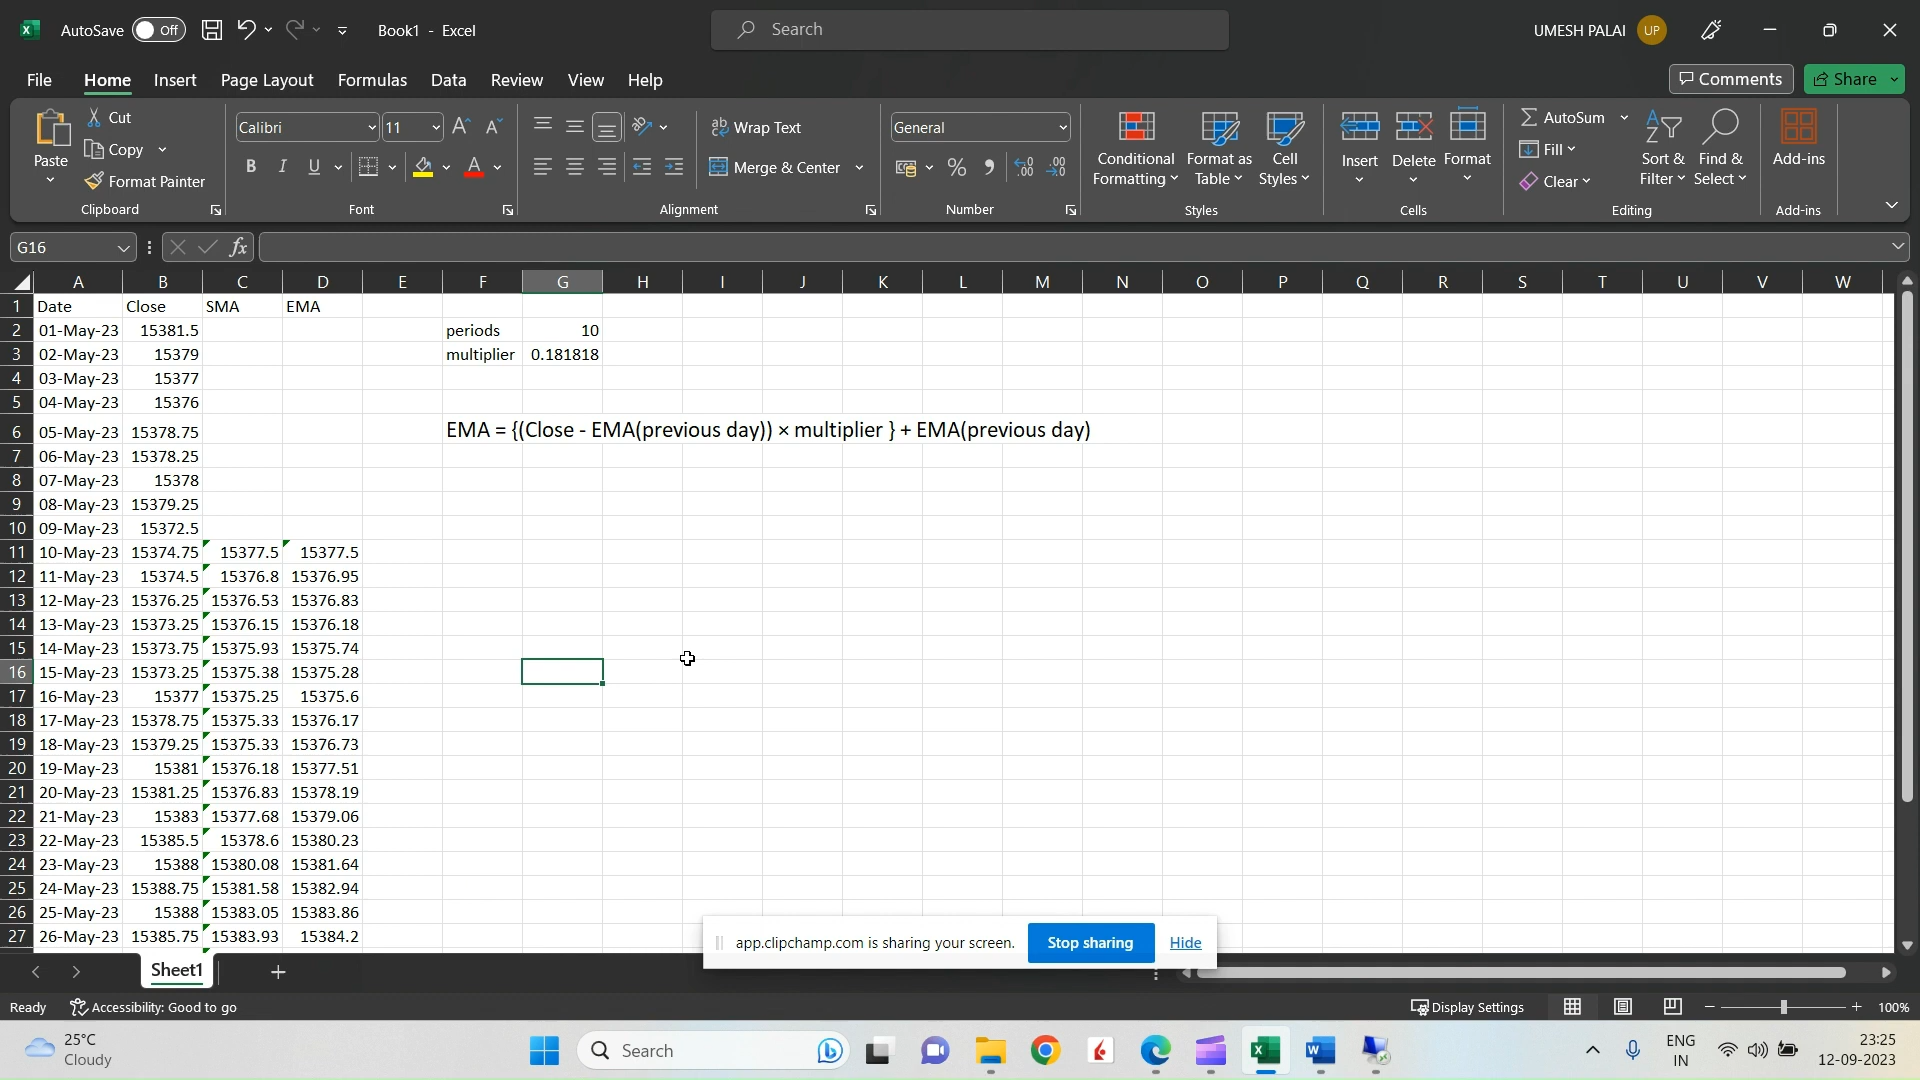 AutoSave Off Book1 - Excel Search UMESH PALAI UP
File Home Insert Page Layout Formulas Data Review View Help Comments Share
Paste Cut Copy Format Painter Clipboard
Calibri 11 B I U A Font
Wrap Text Merge & Center Alignment
General % Number
Conditional Formatting Format as Table Cell Styles Styles
Insert Delete Format Cells
AutoSum Fill Clear Sort & Filter Find & Select Editing
Add-ins Add-ins
G16 fx
A B C D E F G H I J K L M N O P Q R S T U V W
1 Date Close SMA EMA
2 01-May-23 15381.5 periods 10
3 02-May-23 15379 multiplier 0.181818
4 03-May-23 15377
5 04-May-23 15376
6 05-May-23 15378.75 EMA = {(Close - EMA(previous day)) × multiplier } + EMA(previous day)
7 06-May-23 15378.25
8 07-May-23 15378
9 08-May-23 15379.25
10 09-May-23 15372.5
11 10-May-23 15374.75 15377.5 15377.5
12 11-May-23 15374.5 15376.8 15376.95
13 12-May-23 15376.25 15376.53 15376.83
14 13-May-23 15373.25 15376.15 15376.18
15 14-May-23 15373.75 15375.93 15375.74
16 15-May-23 15373.25 15375.38 15375.28
17 16-May-23 15377 15375.25 15375.6
18 17-May-23 15378.75 15375.33 15376.17
19 18-May-23 15379.25 15375.33 15376.73
20 19-May-23 15381 15376.18 15377.51
21 20-May-23 15381.25 15376.83 15378.19
22 21-May-23 15383 15377.68 15379.06
23 22-May-23 15385.5 15378.6 15380.23
24 23-May-23 15388 15380.08 15381.64
25 24-May-23 15388.75 15381.58 15382.94
26 25-May-23 15388 15383.05 15383.86
27 26-May-23 15385.75 15383.93 15384.2
app.clipchamp.com is sharing your screen. Stop sharing Hide
Sheet1
Ready Accessibility: Good to go Display Settings 100%
25°C
Cloudy
Search
ENG
IN
23:25
12-09-2023